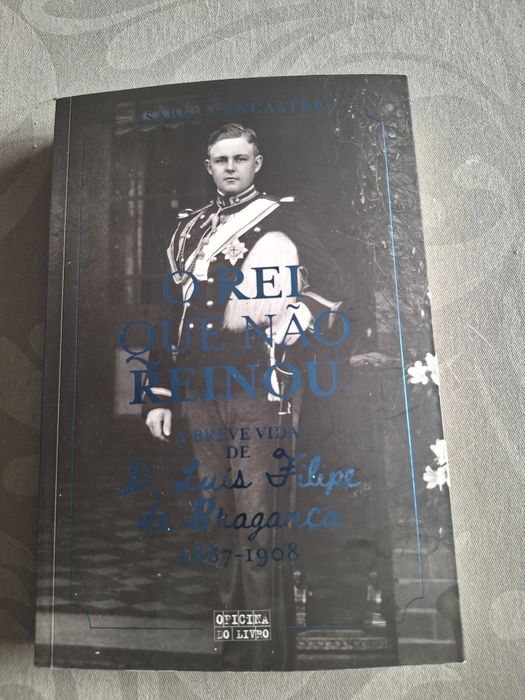 ISABEL LENCASTRE
O REI
QUE NÃO
REINOU
A BREVE VIDA
DE
D. Luís Filipe
de Bragança
1887-1908
OFICINA
DO LIVRO